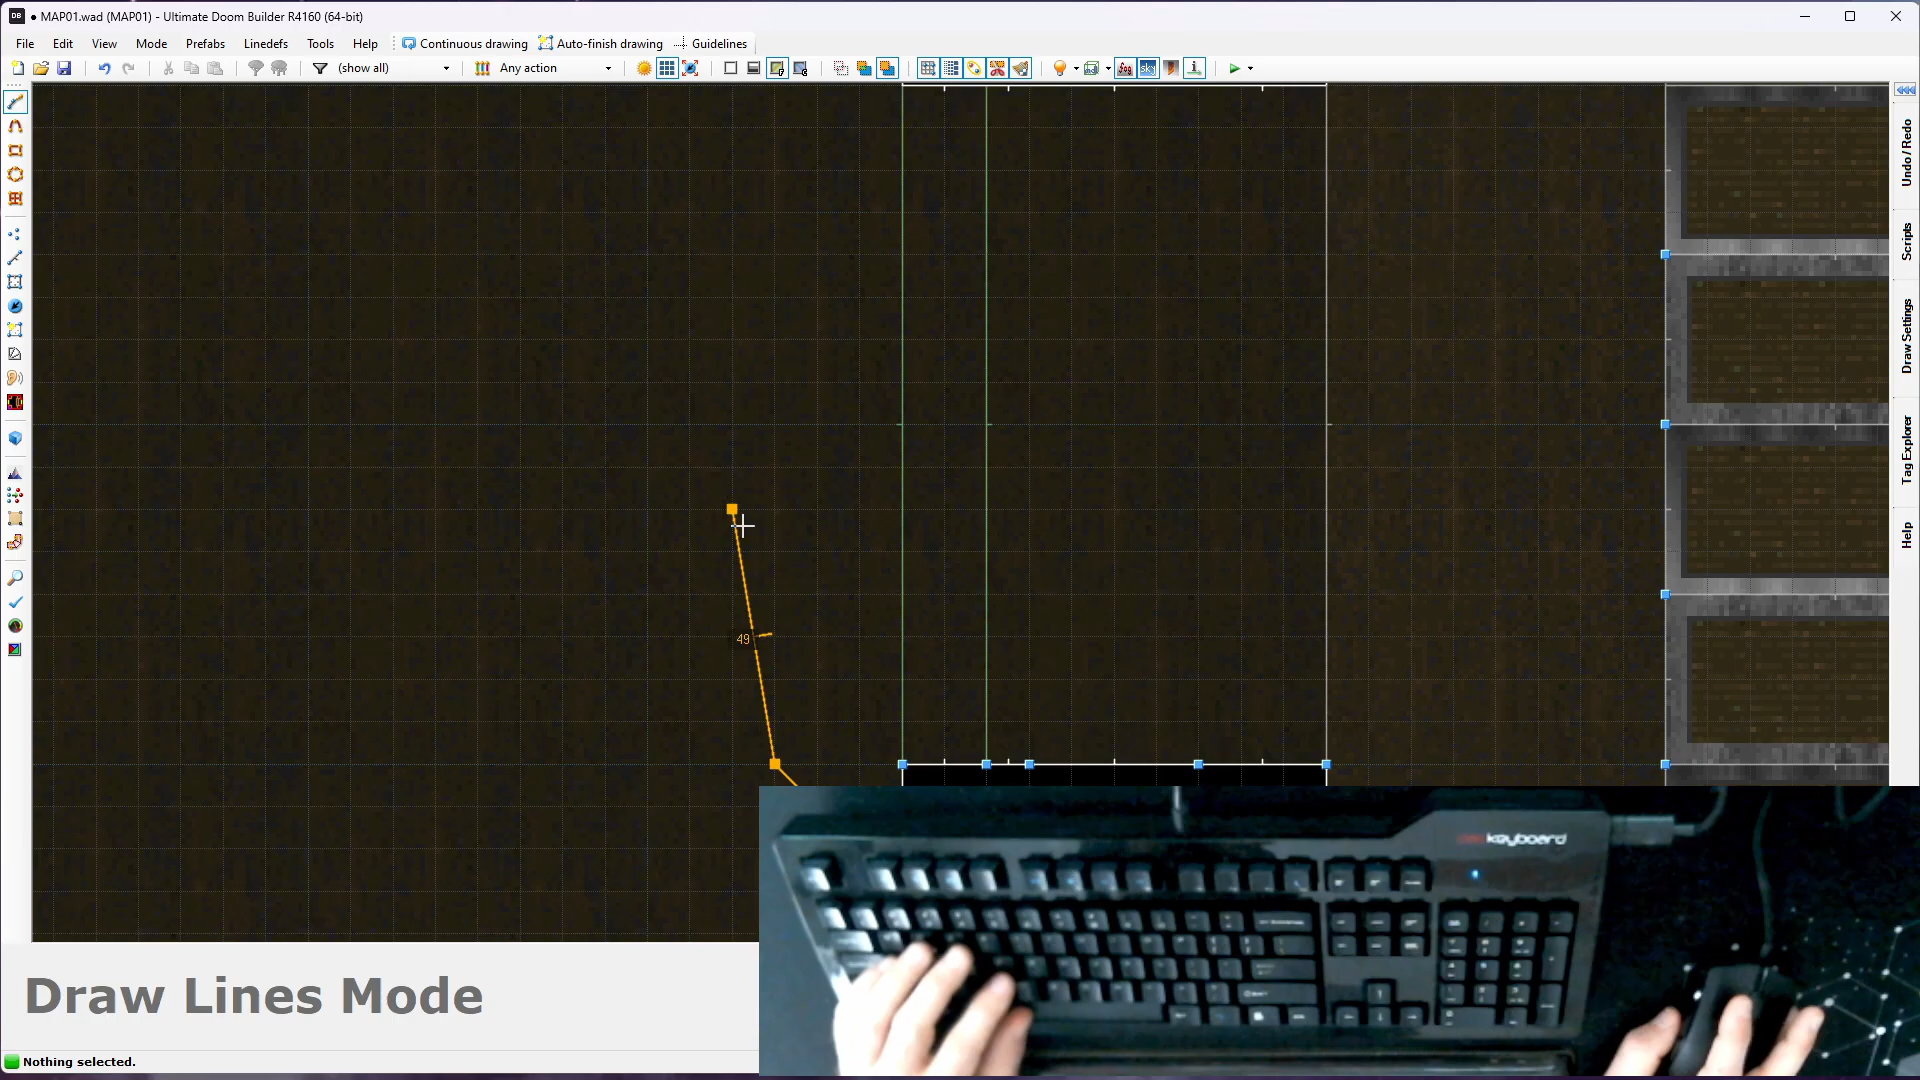 MAP01.wad (MAP01) - Ultimate Doom Builder R4160 (64-bit)
File Edit View Mode Prefabs Linedefs Tools Help Continuous drawing Auto-finish drawing Guidelines
(show all) Any action fog sky
Undo / Redo
Scripts
Draw Settings
Tag Explorer
Help
49
keyboard
Draw Lines Mode
Nothing selected.